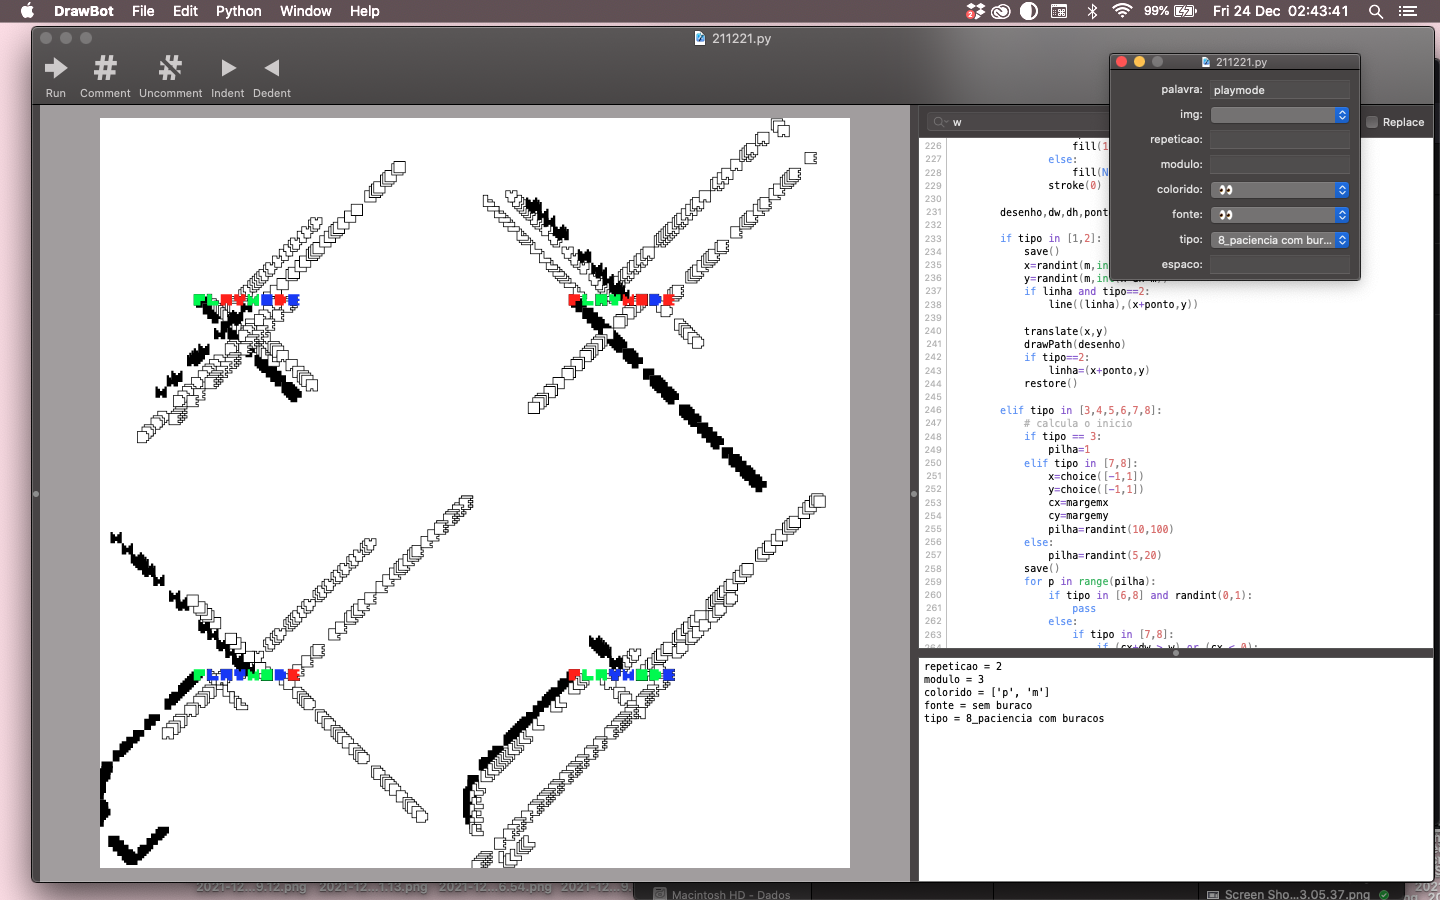 DrawBot File Edit Python Window Help 99% Fri 24 Dec 02:43:41
211221.py
Run Comment Uncomment Indent Dedent
211221.py
palavra: playmode
img:
repeticao:
modulo:
colorido: 👀
fonte: 👀
tipo: 8_paciencia com bur...
espaco:
w
Replace
PLAYMODE
PLAYMODE
PLAYMODE
PLAYMODE
226 fill(1
227 else:
228 fill(N
229 stroke(0)
230
231 desenho,dw,dh,pont
232
233 if tipo in [1,2]:
234 save()
235 x=randint(m,in
236 y=randint(m,in
237 if linha and tipo==2:
238 line((linha),(x+ponto,y))
239
240 translate(x,y)
241 drawPath(desenho)
242 if tipo==2:
243 linha=(x+ponto,y)
244 restore()
245
246 elif tipo in [3,4,5,6,7,8]:
247 # calcula o inicio
248 if tipo == 3:
249 pilha=1
250 elif tipo in [7,8]:
251 x=choice([-1,1])
252 y=choice([-1,1])
253 cx=margemx
254 cy=margemy
255 pilha=randint(10,100)
256 else:
257 pilha=randint(5,20)
258 save()
259 for p in range(pilha):
260 if tipo in [6,8] and randint(0,1):
261 pass
262 else:
263 if tipo in [7,8]:
264 if (cx+dw > w) or (cx < 0):
repeticao = 2
modulo = 3
colorido = ['p', 'm']
fonte = sem buraco
tipo = 8_paciencia com buracos
2021-12...9.12.png 2021-12...1.13.png 2021-12...6.54.png 2021-12...9.
Macintosh HD - Dados
Screen Sho...3.05.37.png